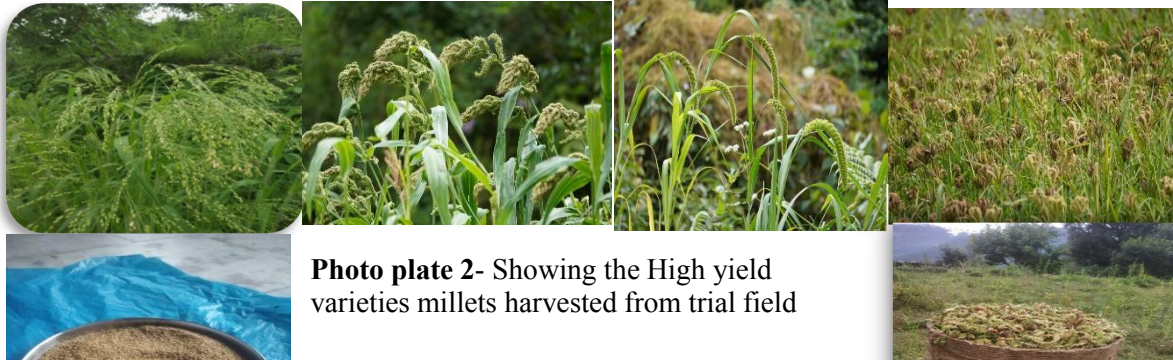 Photo plate 2- Showing the High yield
varieties millets harvested from trial field